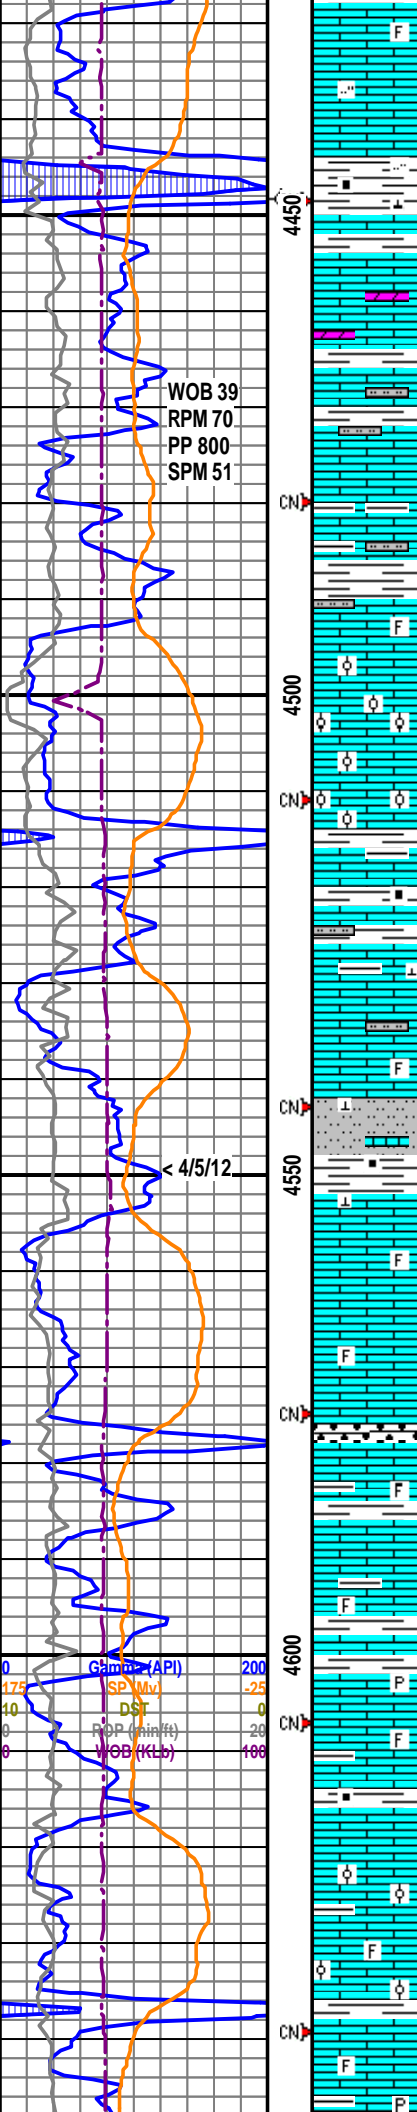 F
4450
WOB 39
RPM 70
PP 800
SPM 51
CN
F
4500
CN
F
CN
< 4/5/12
4550
F
F
CN
F
F
4600
0 Gamma (API) 200
175 SP (Mv) -25
10 DST 0
0 ROP (min/ft) 20
0 WOB (KLb) 100
P
CN
F
F
CN
F
P